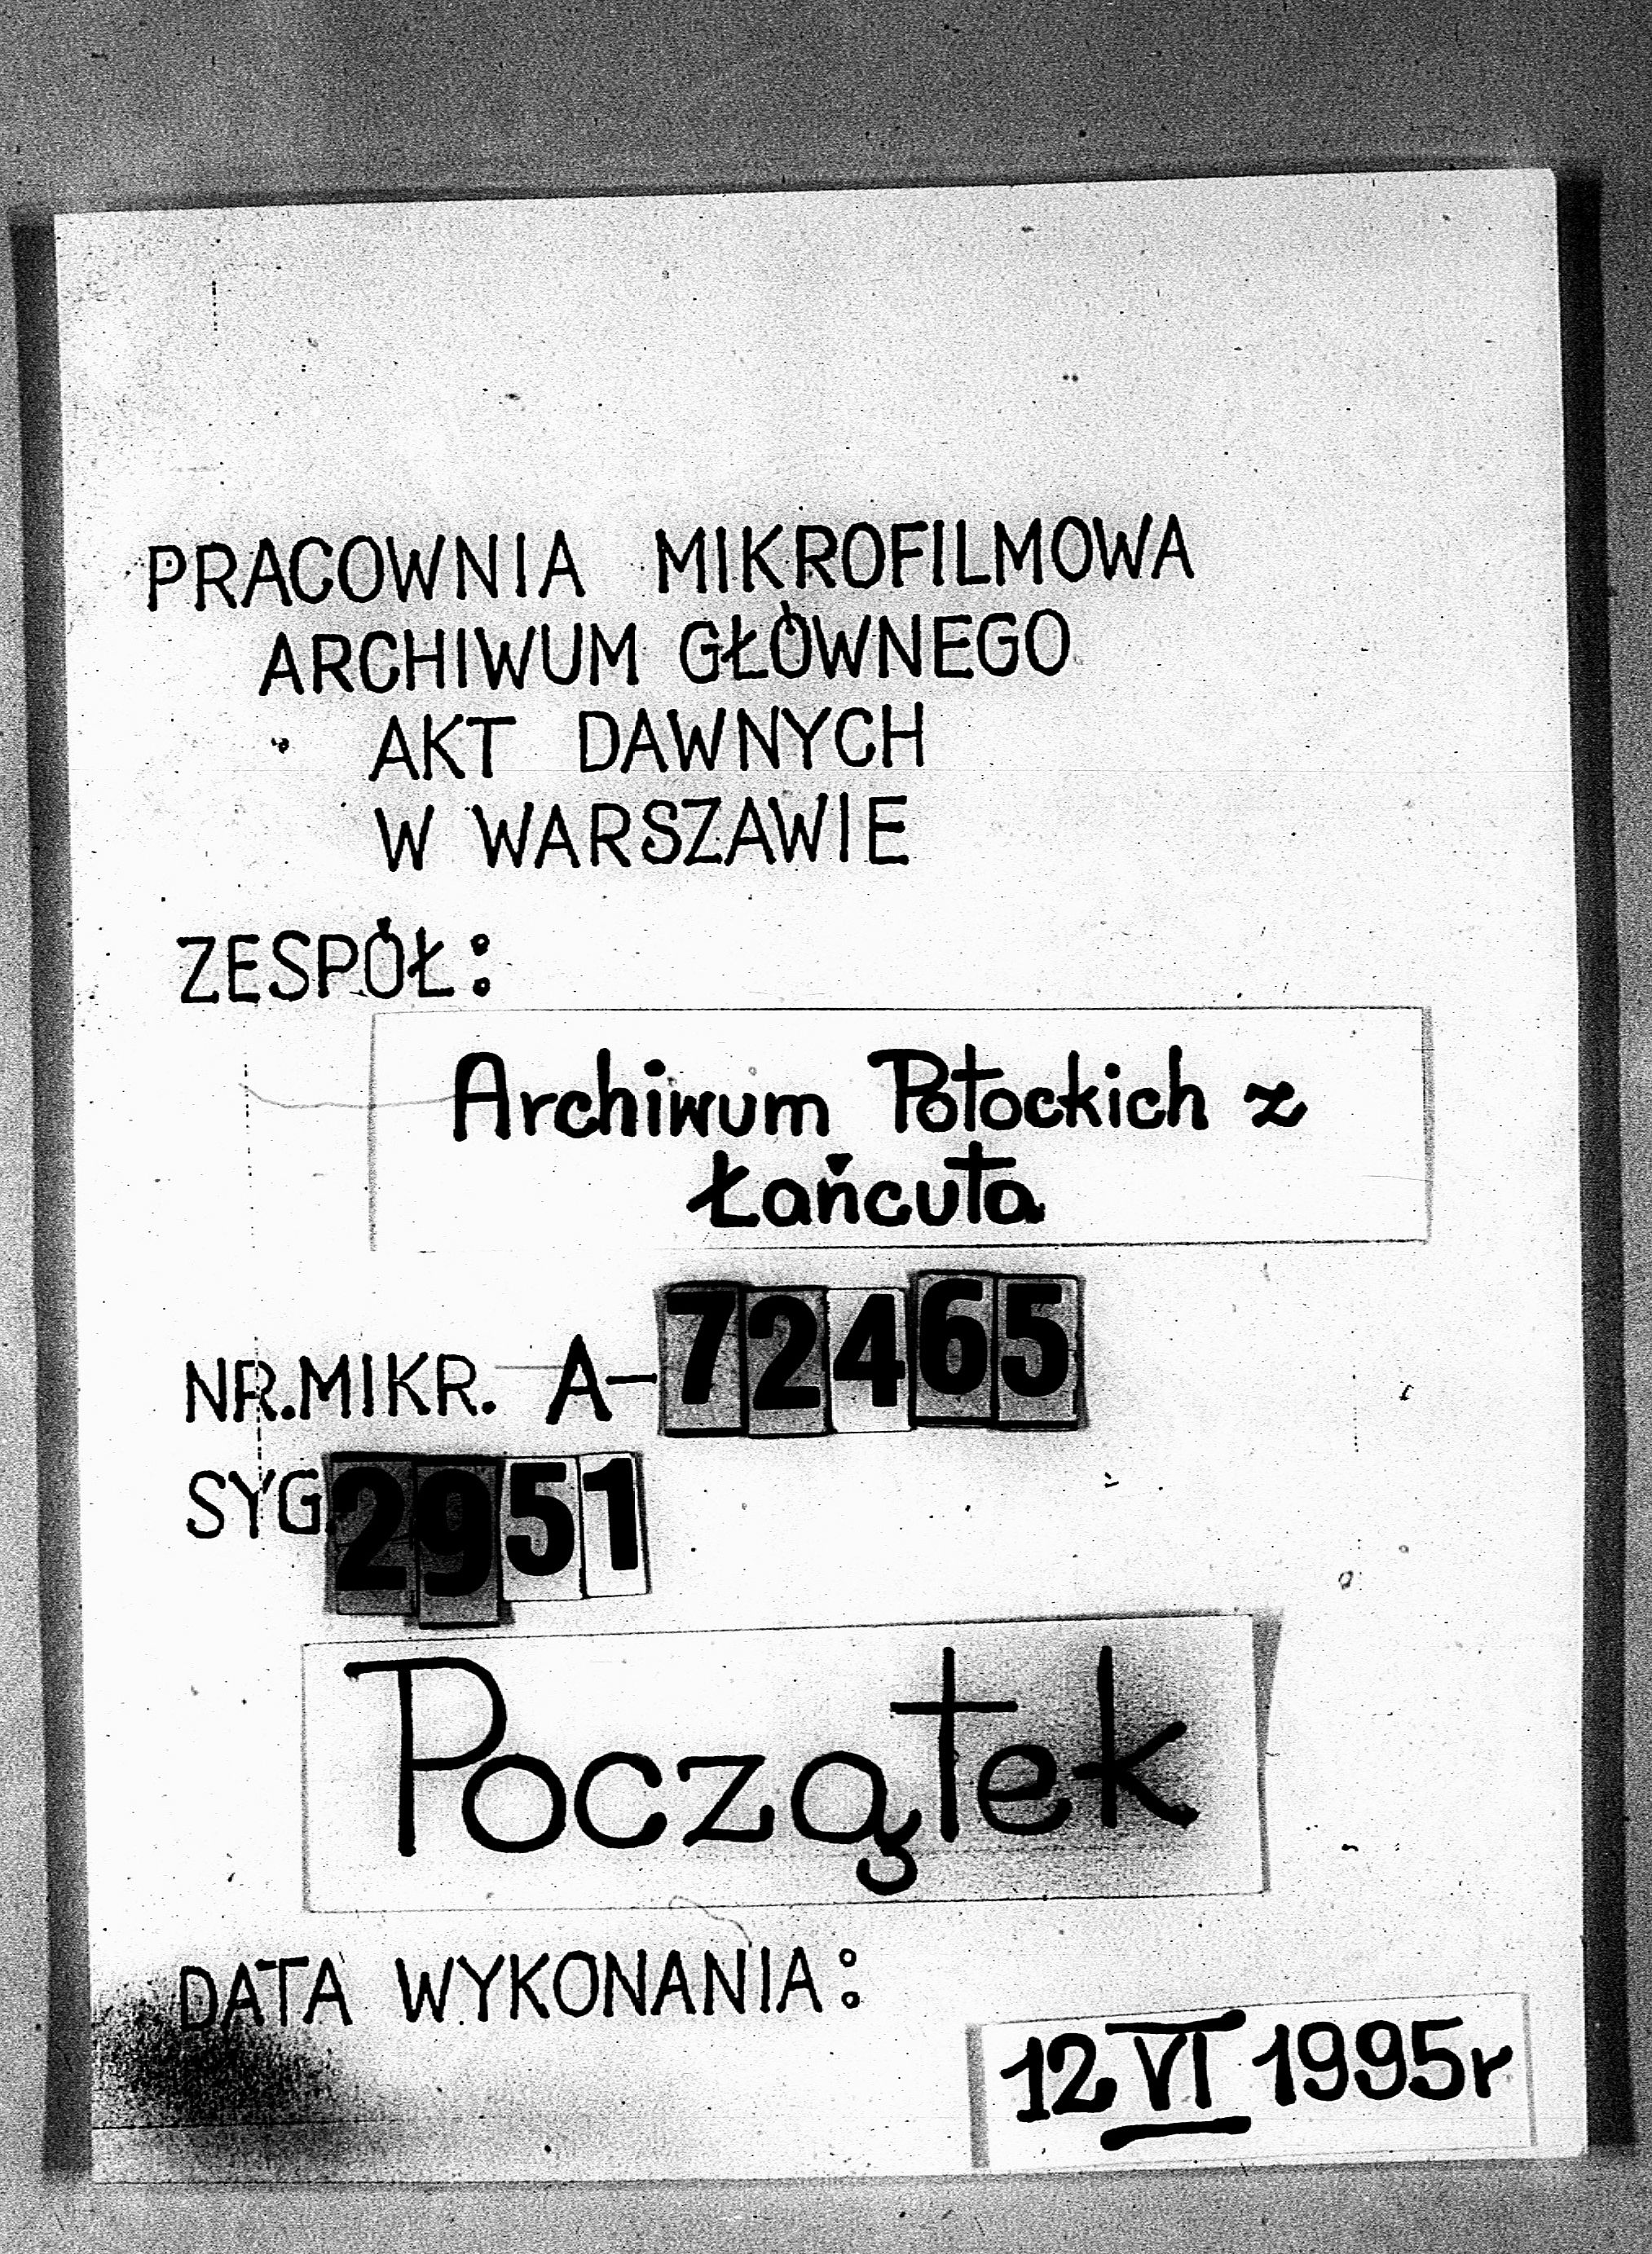 PRACOWNIA MIKROFILMOWA
ARCHIWUM GŁÓWNEGO
AKT DAWNYCH
W WARSZAWIE
ZESPÓŁ:
Archiwum Potockich z
Łańcuta
NR.MIKR. A-72465
SYG. 2951
Początek
DATA WYKONANIA:
12 VI 1995r